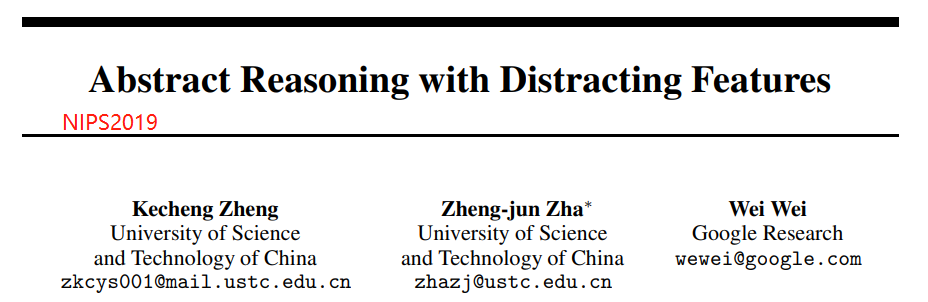 Abstract Reasoning with Distracting Features
NIPS2019
Kecheng Zheng
University of Science
and Technology of China
zkcys001@mail.ustc.edu.cn
Zheng-jun Zha*
University of Science
and Technology of China
zhazj@ustc.edu.cn
Wei Wei
Google Research
wewei@google.com